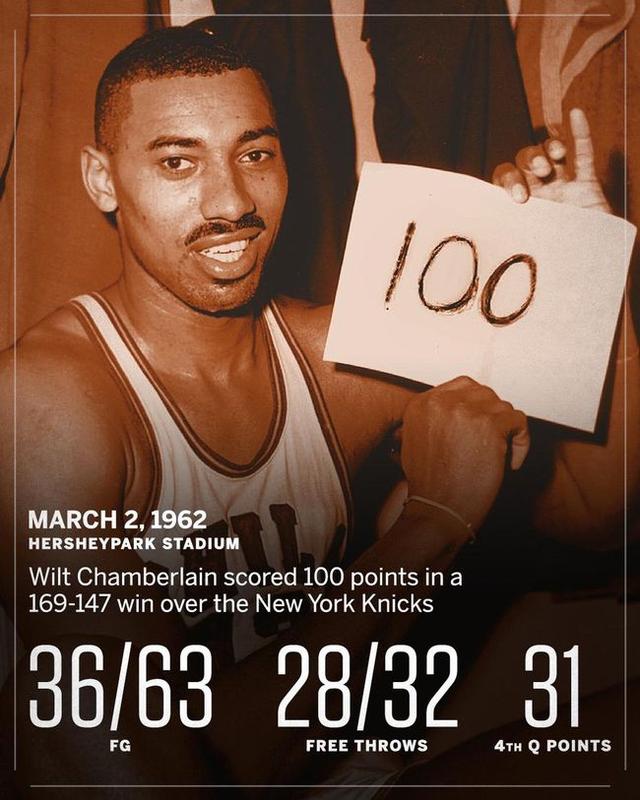 100
MARCH 2, 1962
HERSHEYPARK STADIUM
Wilt Chamberlain scored 100 points in a
169-147 win over the New York Knicks
36/63 28/32 31
FG FREE THROWS 4TH Q POINTS